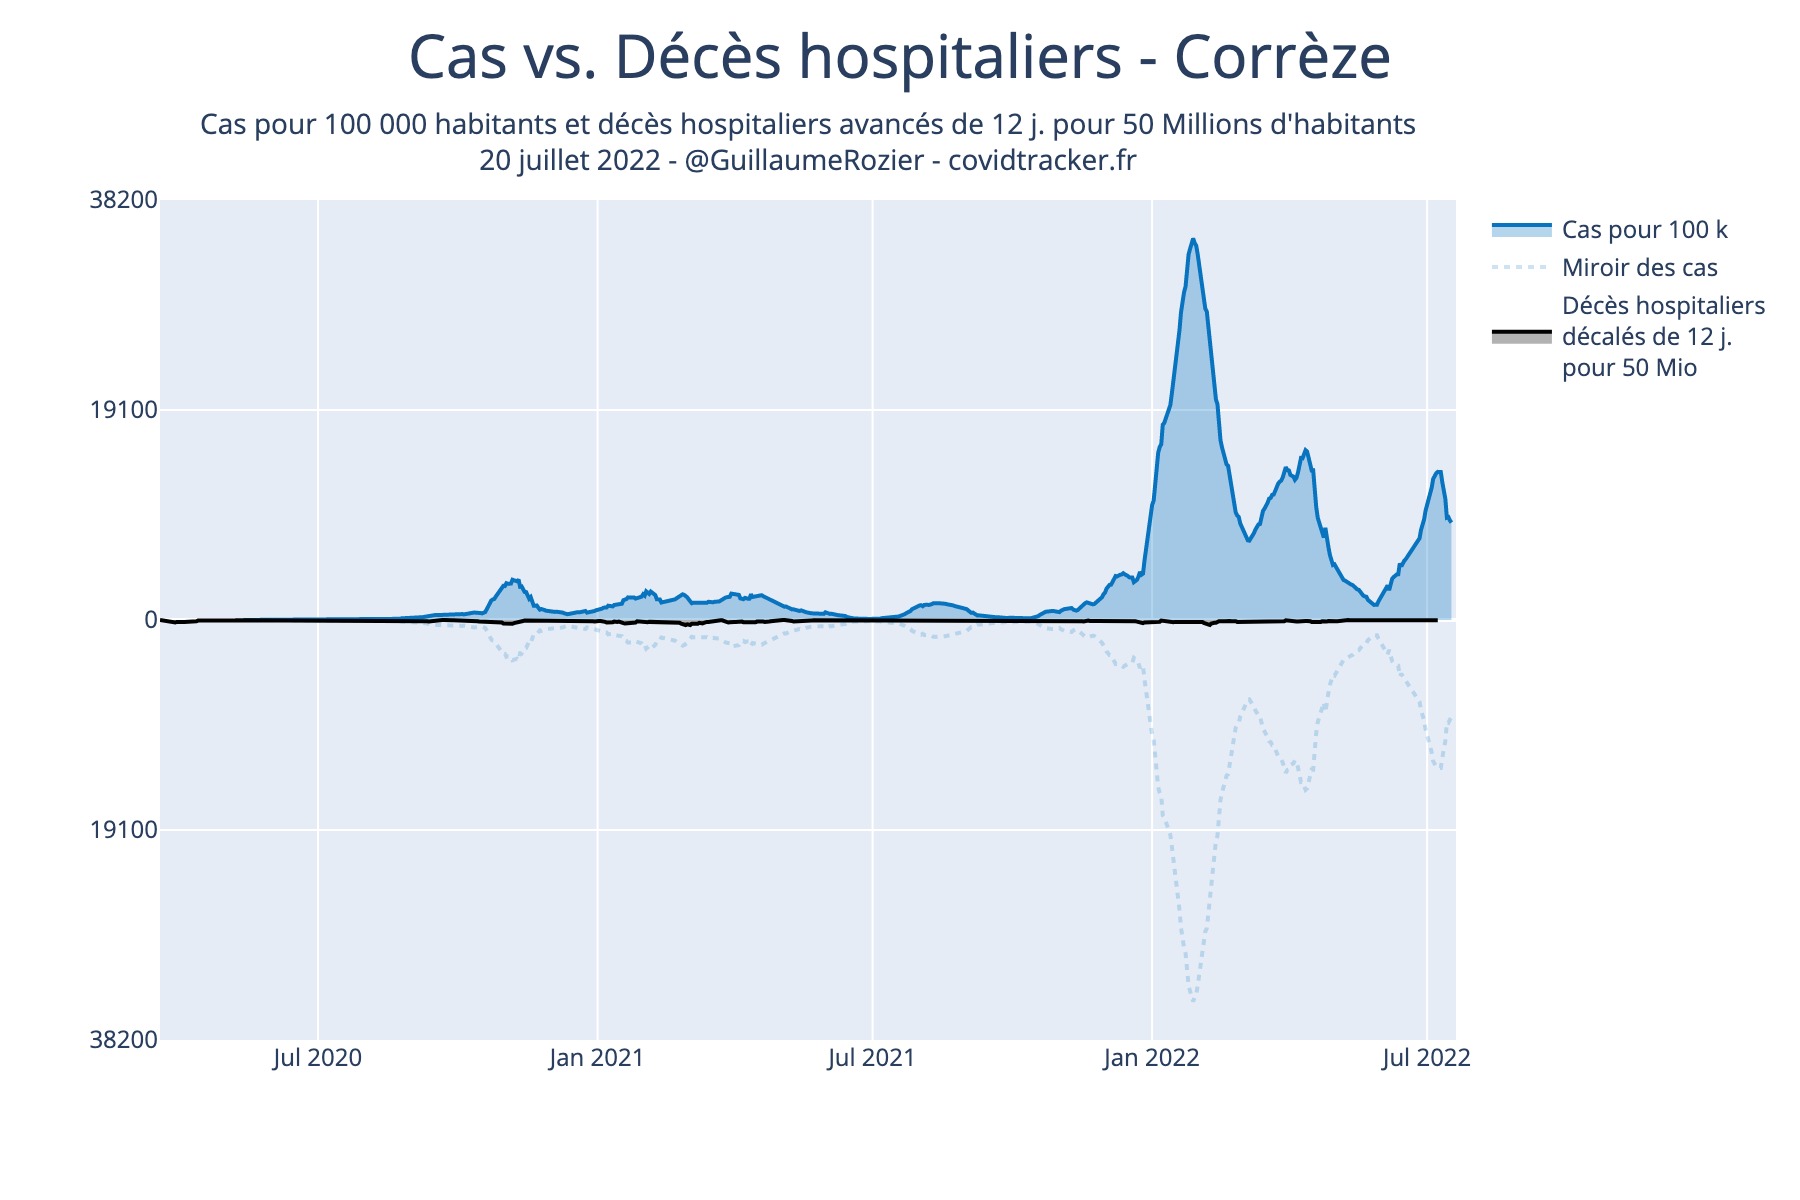 Cas vs. Décès hospitaliers - Corrèze
Cas pour 100 000 habitants et décès hospitaliers avancés de 12 j. pour 50 Millions d'habitants
20 juillet 2022 - @GuillaumeRozier - covidtracker.fr
38200
19100
0
19100
38200
Jul 2020
Jan 2021
Jul 2021
Jan 2022
Jul 2022
Cas pour 100 k
Miroir des cas
Décès hospitaliers
décalés de 12 j.
pour 50 Mio